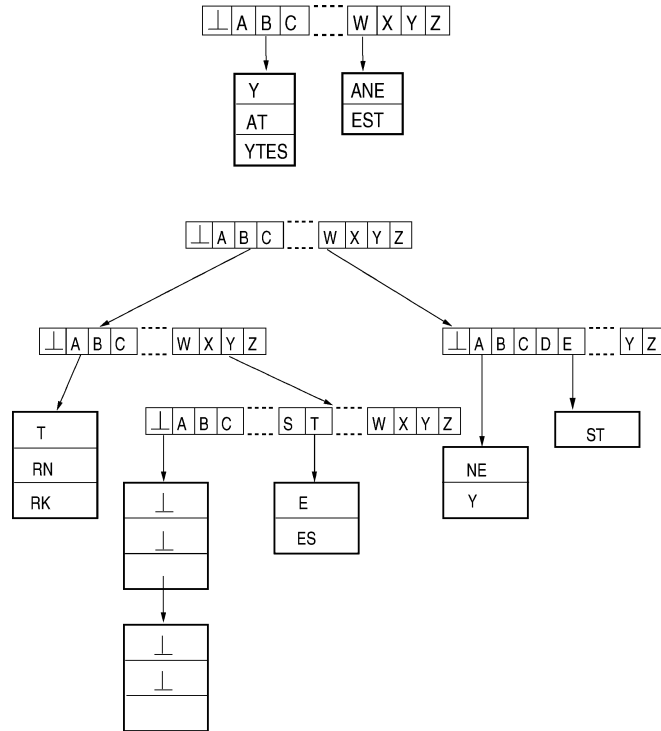 ⊥ A B C W X Y Z
Y ANE
AT EST
YTES
⊥ A B C W X Y Z
⊥ A B C W X Y Z ⊥ A B C D E Y Z
⊥ A B C S T W X Y Z
T
RN
RK
ST
NE
Y
⊥
⊥
E
ES
⊥
⊥